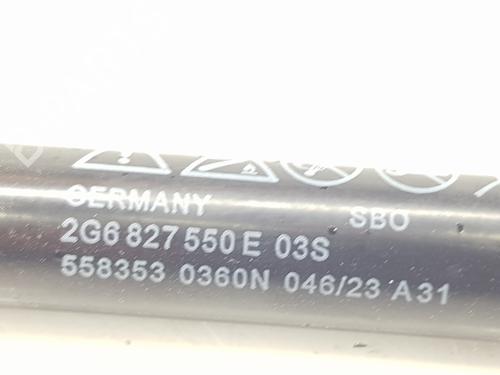 GERMANY SBO
2G6 827 550 E 03S
558353 0360N 046/23 A31